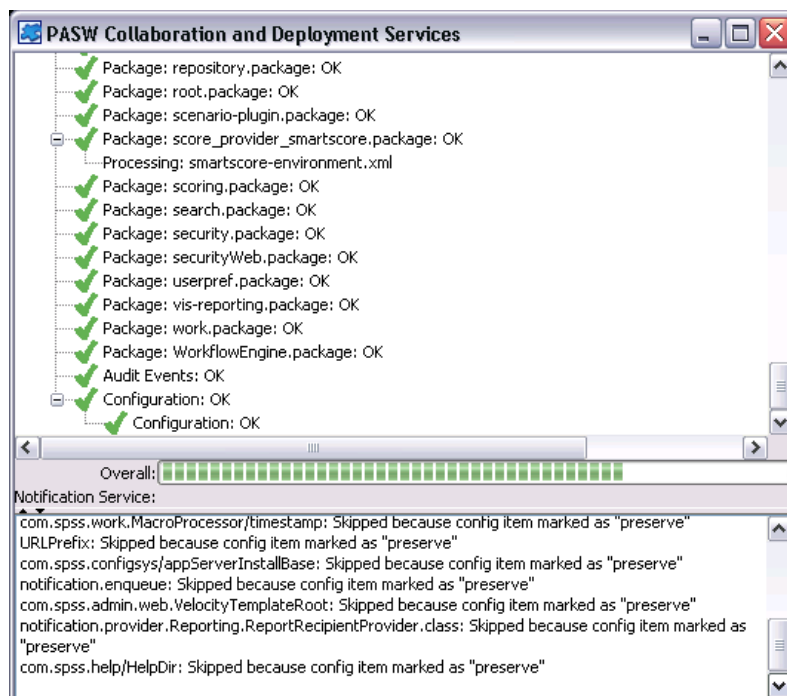 PASW Collaboration and Deployment Services
Package: repository.package: OK
Package: root.package: OK
Package: scenario-plugin.package: OK
Package: score_provider_smartscore.package: OK
Processing: smartscore-environment.xml
Package: scoring.package: OK
Package: search.package: OK
Package: security.package: OK
Package: securityWeb.package: OK
Package: userpref.package: OK
Package: vis-reporting.package: OK
Package: work.package: OK
Package: WorkflowEngine.package: OK
Audit Events: OK
Configuration: OK
Configuration: OK
Overall:
Notification Service:
com.spss.work.MacroProcessor/timestamp: Skipped because config item marked as "preserve"
URLPrefix: Skipped because config item marked as "preserve"
com.spss.configsys/appServerInstallBase: Skipped because config item marked as "preserve"
notification.enqueue: Skipped because config item marked as "preserve"
com.spss.admin.web.VelocityTemplateRoot: Skipped because config item marked as "preserve"
notification.provider.Reporting.ReportRecipientProvider.class: Skipped because config item marked as
"preserve"
com.spss.help/HelpDir: Skipped because config item marked as "preserve"